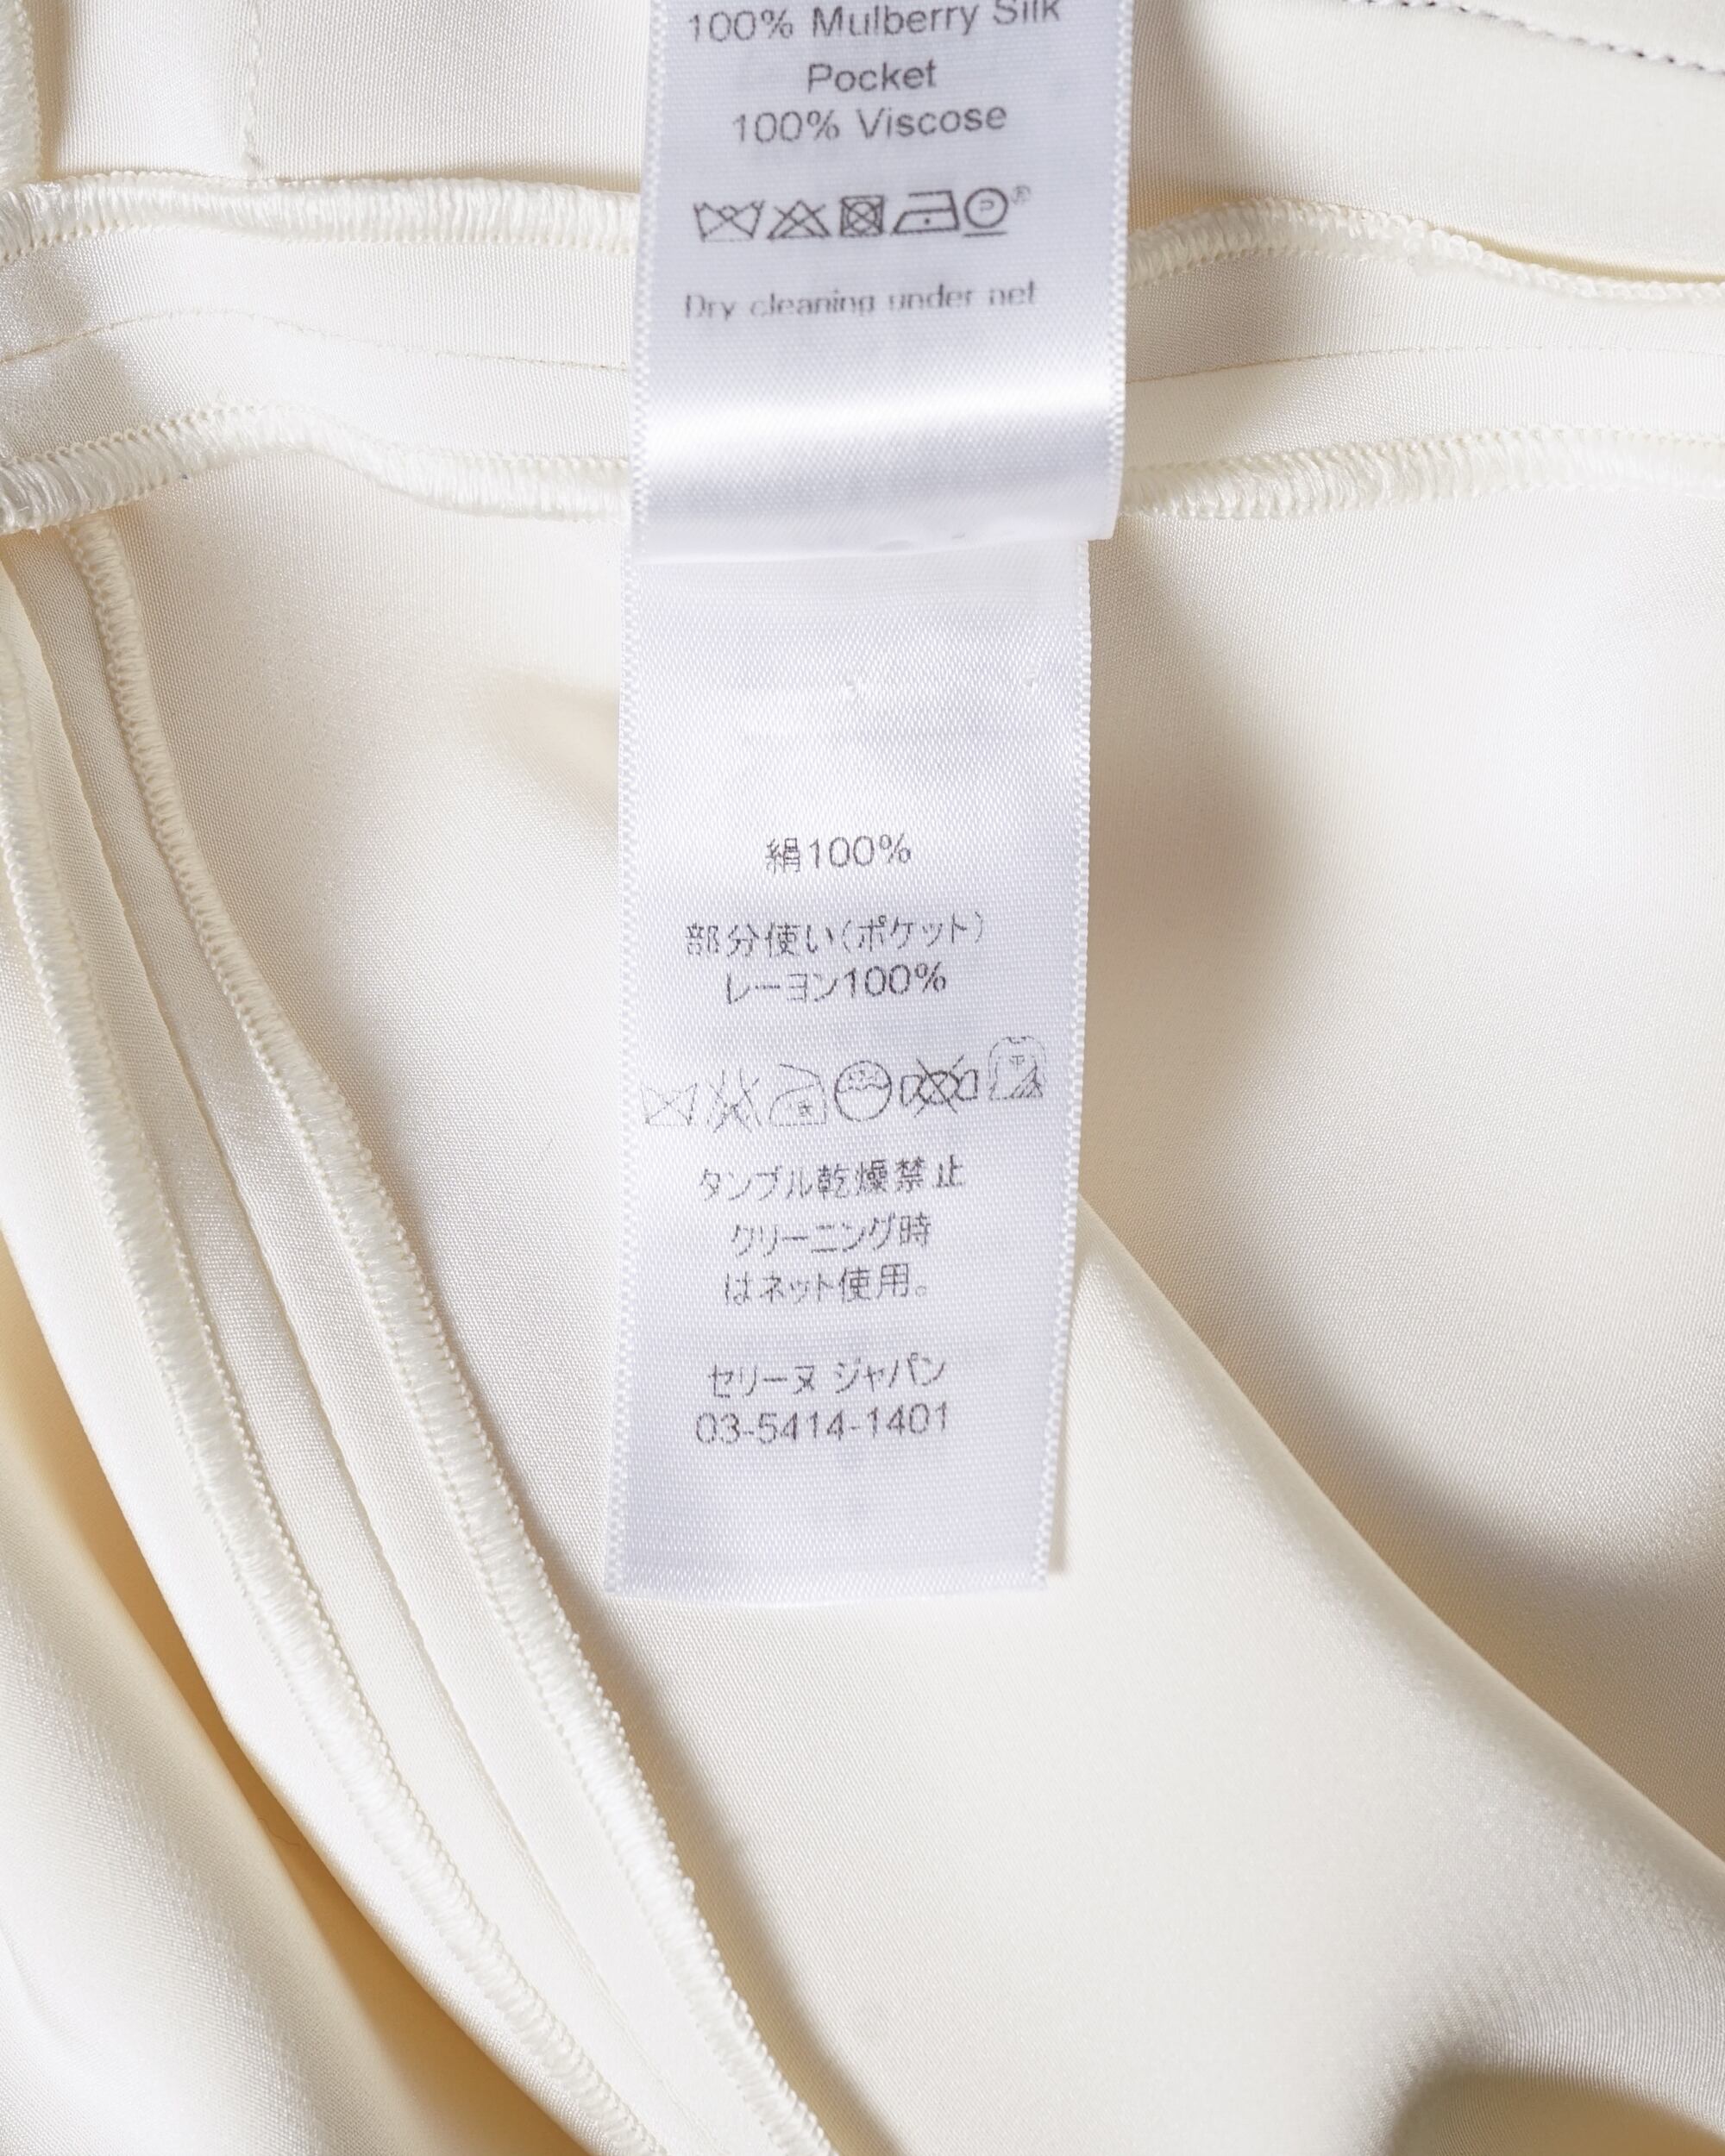 100% Mulberry Silk
Pocket
100% Viscose
P ®
Dry cleaning under net
絹100%
部分使い(ポケット)
レーヨン100%
タンブル乾燥禁止
クリーニング時
はネット使用。
セリーヌ ジャパン
03-5414-1401